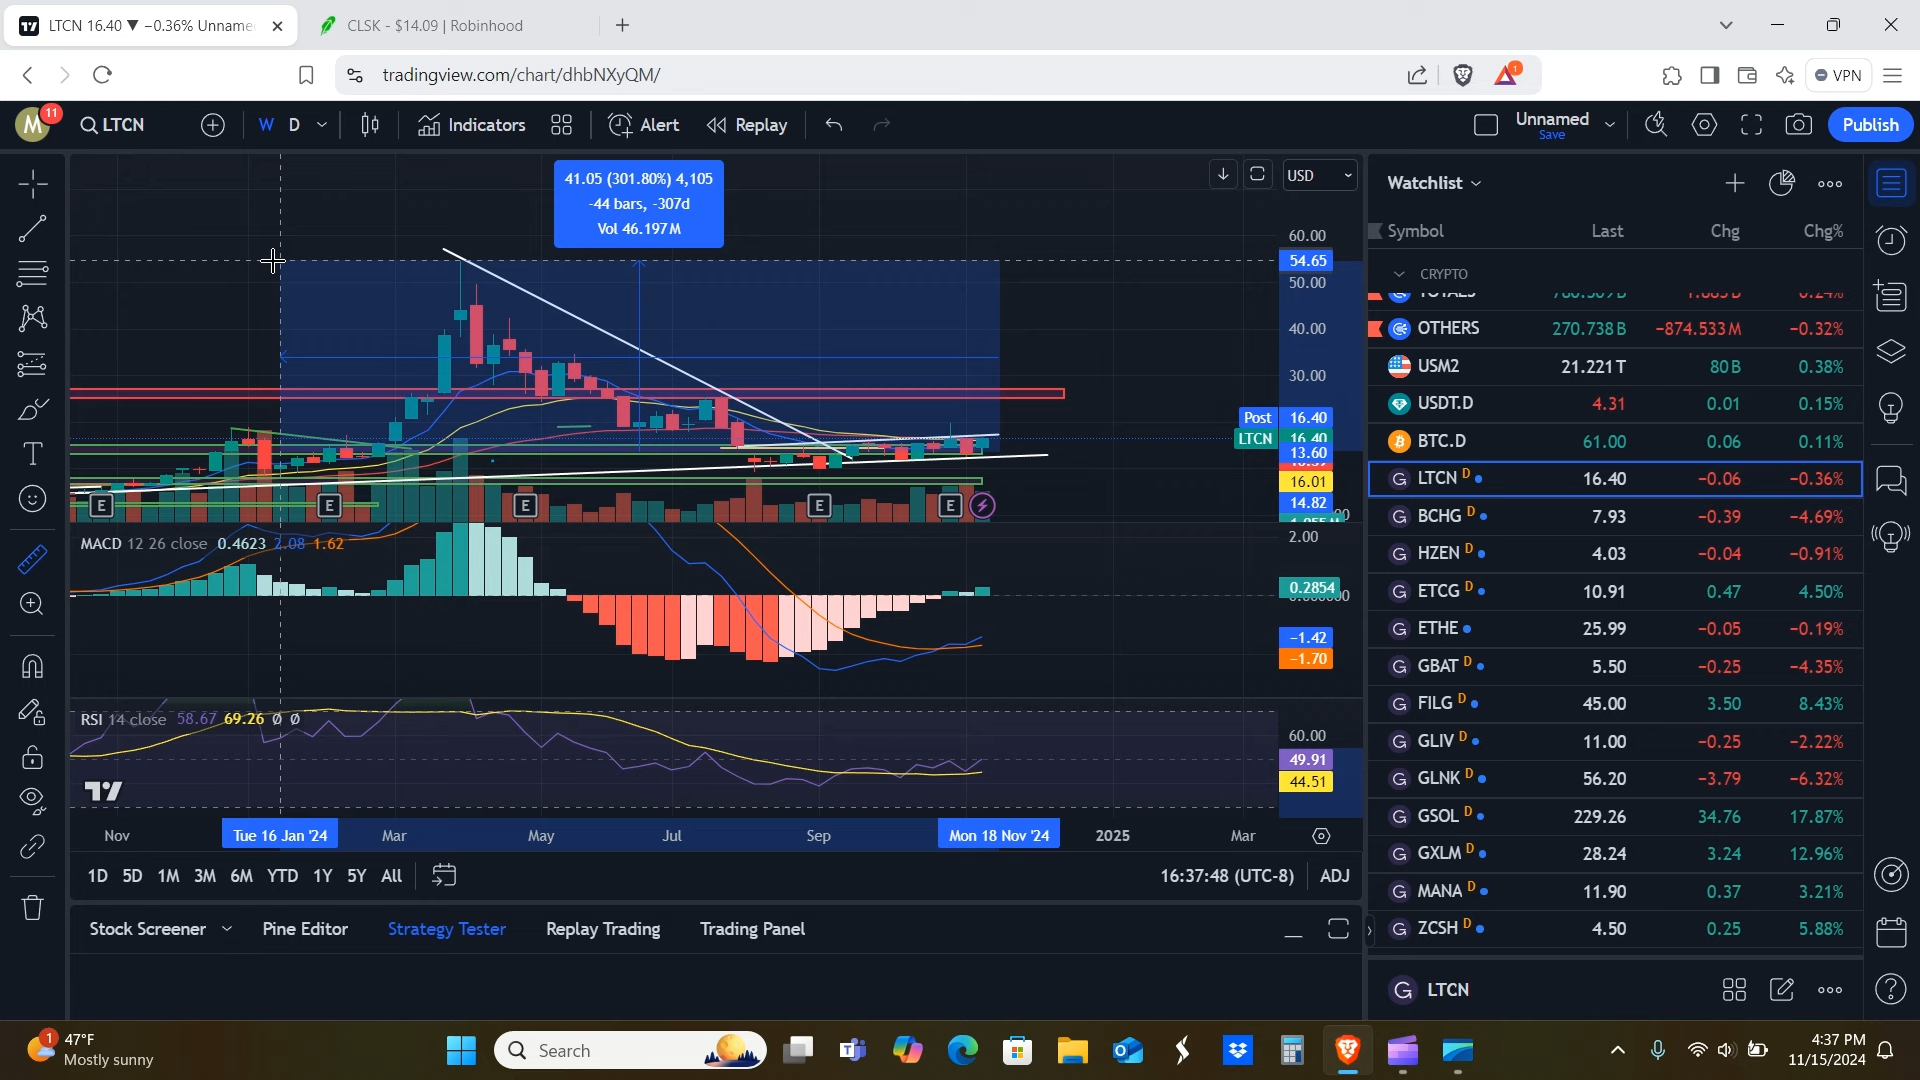 LTCN 16.40 ▼ −0.36% Unname
CLSK - $14.09 | Robinhood
tradingview.com/chart/dhbNXyQM/
1
VPN
M
11
LTCN
W
D
Indicators
Alert
Replay
Unnamed
Save
Publish
41.05 (301.80%) 4,105
-44 bars, -307d
Vol 46.197M
USD
60.00
54.65
50.00
40.00
30.00
Post 16.40
LTCN 16.40
13.60
16.01
14.82
E
E
E
E
E
MACD 12 26 close 0.4623 2.08 1.62
2.00
0.2854
−1.42
−1.70
RSI 14 close 58.67 69.26 Ø Ø
60.00
49.91
44.51
Nov
Tue 16 Jan '24
Mar
May
Jul
Sep
Mon 18 Nov '24
2025
Mar
1D 5D 1M 3M 6M YTD 1Y 5Y All
16:37:48 (UTC-8)
ADJ
Stock Screener
Pine Editor
Strategy Tester
Replay Trading
Trading Panel
Watchlist
Symbol Last Chg Chg%
CRYPTO
OTHERS 270.738B −874.533M −0.32%
USM2 21.221T 80B 0.38%
USDT.D 4.31 0.01 0.15%
BTC.D 61.00 0.06 0.11%
LTCN D 16.40 −0.06 −0.36%
BCHG D 7.93 −0.39 −4.69%
HZEN D 4.03 −0.04 −0.91%
ETCG D 10.91 0.47 4.50%
ETHE 25.99 −0.05 −0.19%
GBAT D 5.50 −0.25 −4.35%
FILG D 45.00 3.50 8.43%
GLIV D 11.00 −0.25 −2.22%
GLNK D 56.20 −3.79 −6.32%
GSOL D 229.26 34.76 17.87%
GXLM D 28.24 3.24 12.96%
MANA D 11.90 0.37 3.21%
ZCSH D 4.50 0.25 5.88%
LTCN
1
47°F
Mostly sunny
Search
4:37 PM
11/15/2024